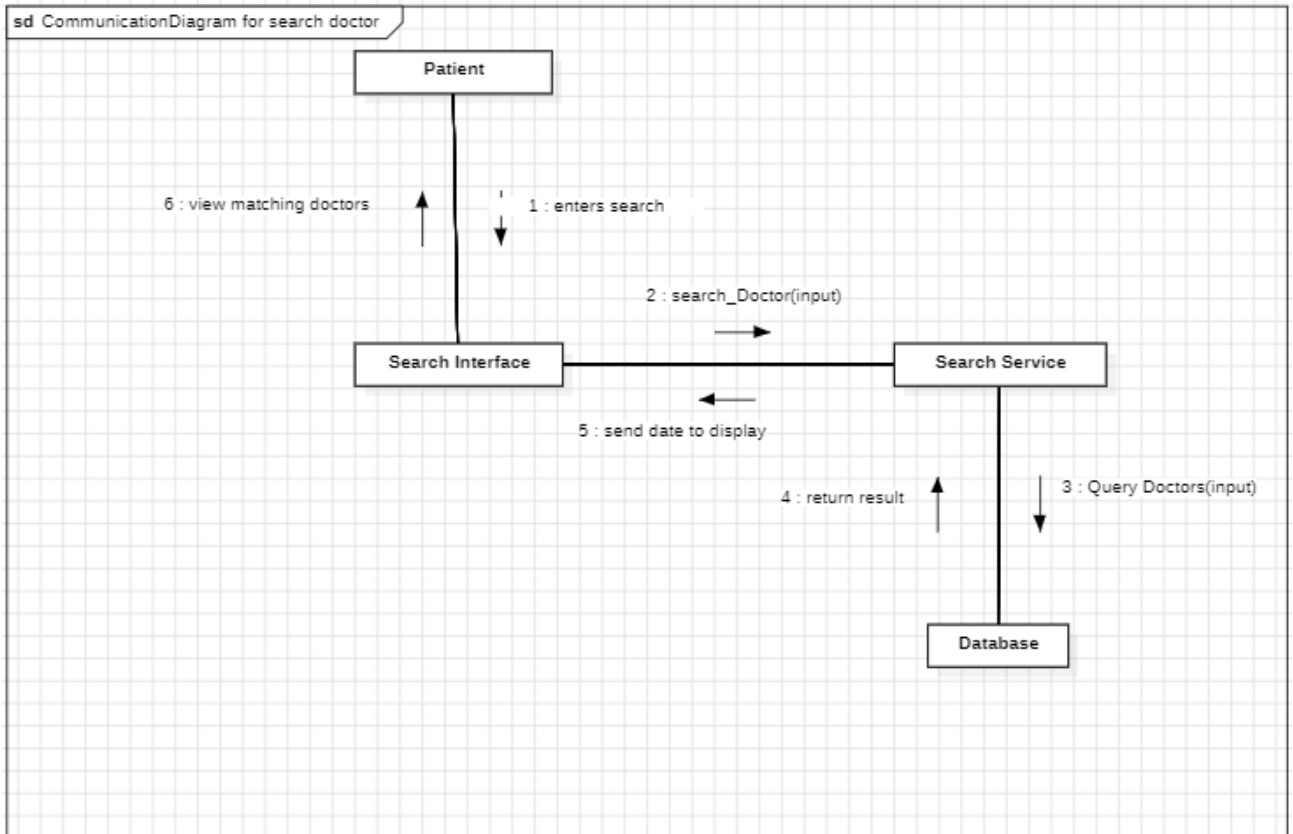 sd CommunicationDiagram for search doctor
Patient
6 : view matching doctors
1 : enters search
2 : search_Doctor(input)
Search Interface
Search Service
5 : send date to display
4 : return result
3 : Query Doctors(input)
Database